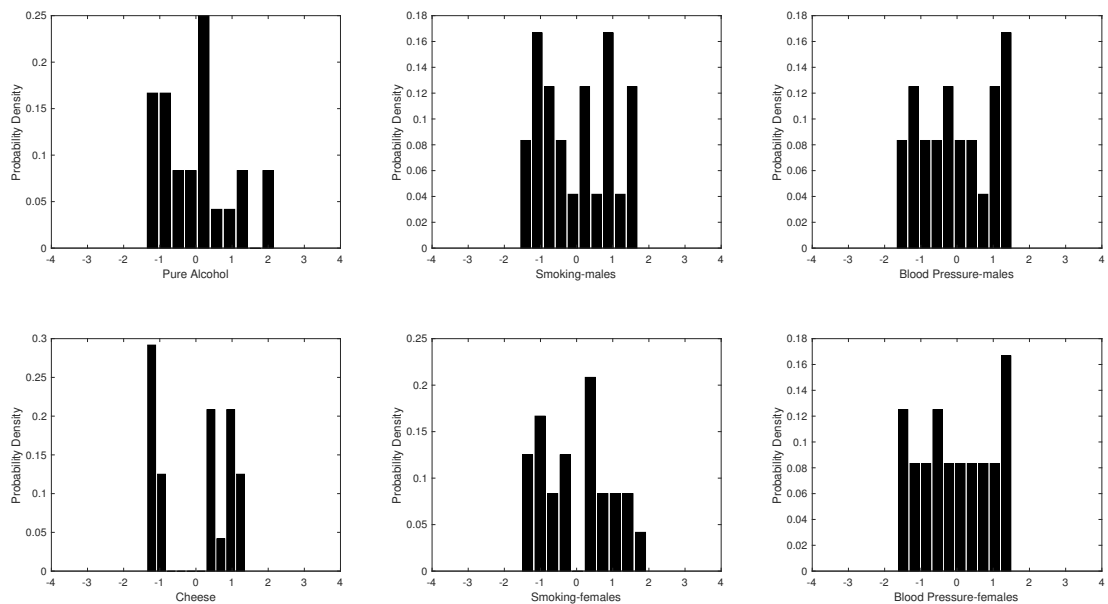 0.25
0.2
0.15
0.1
0.05
0
Probability Density
-4 -3 -2 -1 0 1 2 3 4
Pure Alcohol
0.18
0.16
0.14
0.12
0.1
0.08
0.06
0.04
0.02
0
Probability Density
-4 -3 -2 -1 0 1 2 3 4
Smoking-males
0.18
0.16
0.14
0.12
0.1
0.08
0.06
0.04
0.02
0
Probability Density
-4 -3 -2 -1 0 1 2 3 4
Blood Pressure-males
0.3
0.25
0.2
0.15
0.1
0.05
0
Probability Density
-4 -3 -2 -1 0 1 2 3 4
Cheese
0.25
0.2
0.15
0.1
0.05
0
Probability Density
-4 -3 -2 -1 0 1 2 3 4
Smoking-females
0.18
0.16
0.14
0.12
0.1
0.08
0.06
0.04
0.02
0
Probability Density
-4 -3 -2 -1 0 1 2 3 4
Blood Pressure-females